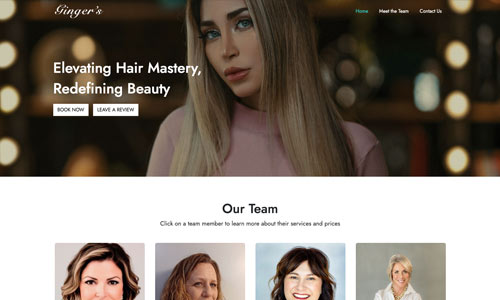 Ginger's
Home Meet the Team Contact Us
Elevating Hair Mastery,
Redefining Beauty
BOOK NOW LEAVE A REVIEW
Our Team
Click on a team member to learn more about their services and prices